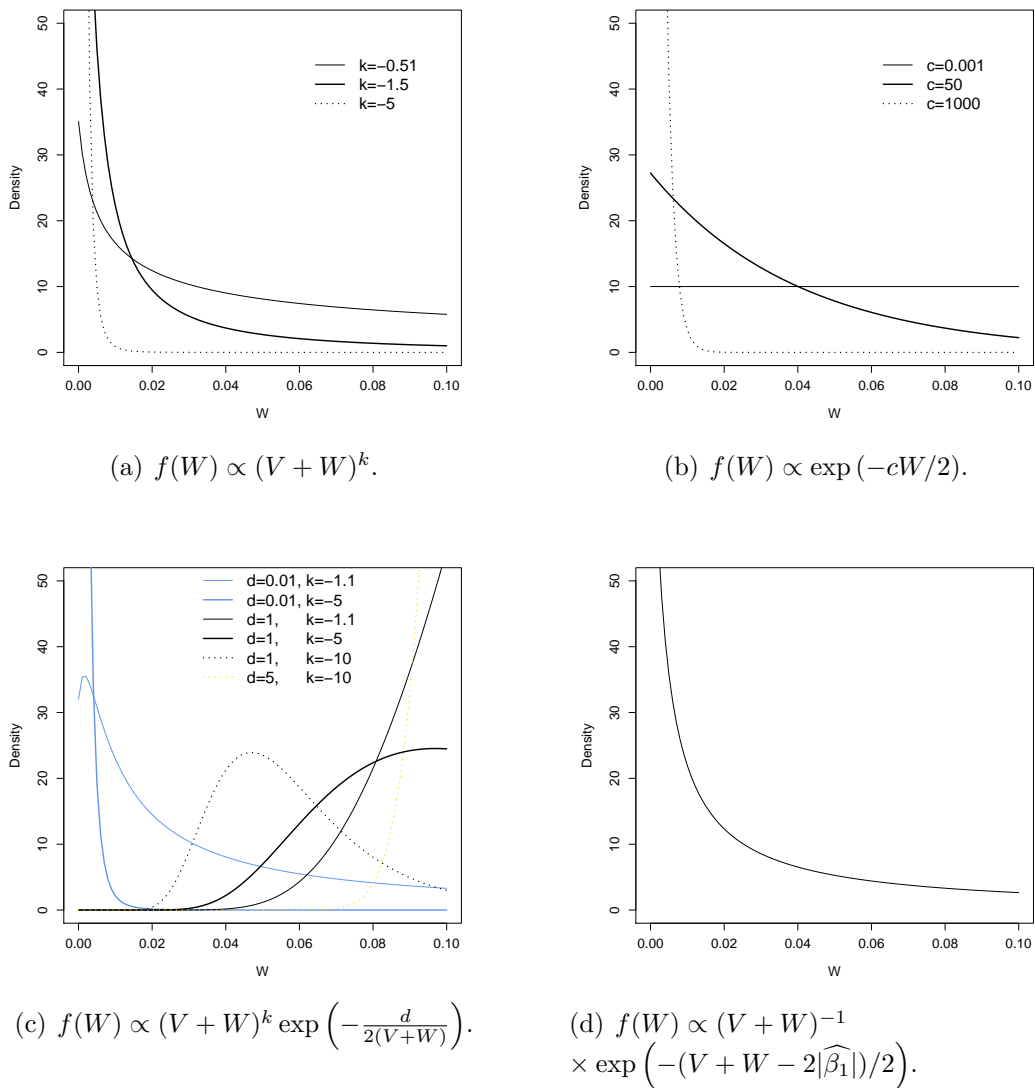 50
40
30
20
10
0
Density
k=−0.51
k=−1.5
k=−5
0.00 0.02 0.04 0.06 0.08 0.10
W
(a) f(W) ∝ (V + W)^k.
50
40
30
20
10
0
Density
c=0.001
c=50
c=1000
0.00 0.02 0.04 0.06 0.08 0.10
W
(b) f(W) ∝ exp (−cW/2).
50
40
30
20
10
0
Density
d=0.01, k=−1.1
d=0.01, k=−5
d=1, k=−1.1
d=1, k=−5
d=1, k=−10
d=5, k=−10
0.00 0.02 0.04 0.06 0.08 0.10
W
(c) f(W) ∝ (V + W)^k exp (−d/2(V+W)).
50
40
30
20
10
0
Density
0.00 0.02 0.04 0.06 0.08 0.10
W
(d) f(W) ∝ (V + W)^−1
× exp (−(V + W − 2|β̂₁|)/2).